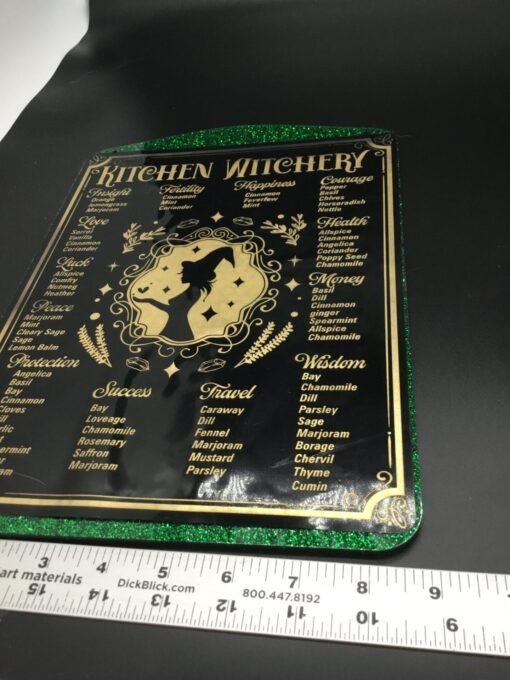 KITCHEN WITCHERY
Insight
Orange
lemongrass
Marjoram
Fertility
Cinnamon
Mint
Coriander
Happiness
Cinnamon
Feverfew
Mint
Courage
Pepper
Basil
Chives
Horseradish
Nettle
Love
Sorrel
Vanilla
Cinnamon
Coriander
Health
Allspice
Cinnamon
Angelica
Coriander
Poppy Seed
Chamomile
Luck
Allspice
Comfry
Nutmeg
Heather
Money
Basil
Dill
Cinnamon
ginger
Spearmint
Allspice
Chamomile
Peace
Marjoram
Mint
Cleary Sage
Sage
Lemon Balm
Protection
Angelica
Basil
Bay
Cinnamon
Cloves
ill
rlic
ermint
er
am
Success
Bay
Loveage
Chamomile
Rosemary
Saffron
Marjoram
Travel
Caraway
Dill
Fennel
Marjoram
Mustard
Parsley
Wisdom
Bay
Chamomile
Dill
Parsley
Sage
Marjoram
Borage
Chervil
Thyme
Cumin
3 4 5 6 7 8 9
art materials DickBlick.com 800.447.8192
15 14 13 12 11 10 9